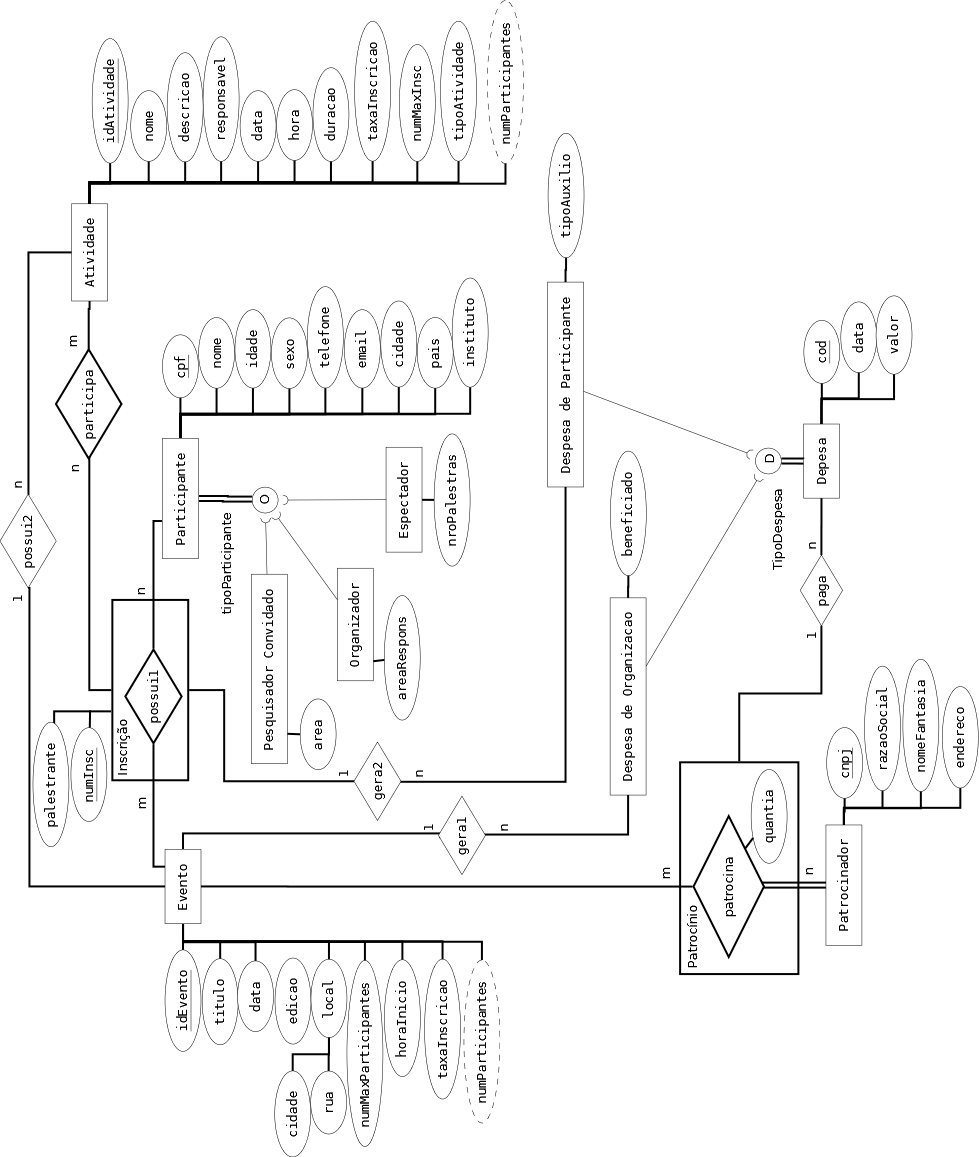 idEvento
titulo
data
edicao
local
cidade
rua
numMaxParticipantes
horaInicio
taxaInscricao
numParticipantes
Evento
1
possui2
n
palestrante
numInsc
Inscrição
m
possui1
n
n
participa
m
Atividade
idAtividade
nome
descricao
responsavel
data
hora
duracao
taxaInscricao
numMaxInsc
tipoAtividade
numParticipantes
Participante
cpf
nome
idade
sexo
telefone
email
cidade
pais
instituto
tipoParticipante
O
Pesquisador Convidado
area
Organizador
areaRespons
Espectador
nroPalestras
1
gera2
n
1
gera1
n
Despesa de Participante
tipoAuxilio
Despesa de Organizacao
beneficiado
TipoDespesa
D
Depesa
cod
data
valor
n
paga
1
m
Patrocínio
patrocina
quantia
n
Patrocinador
cnpj
razaoSocial
nomeFantasia
endereco